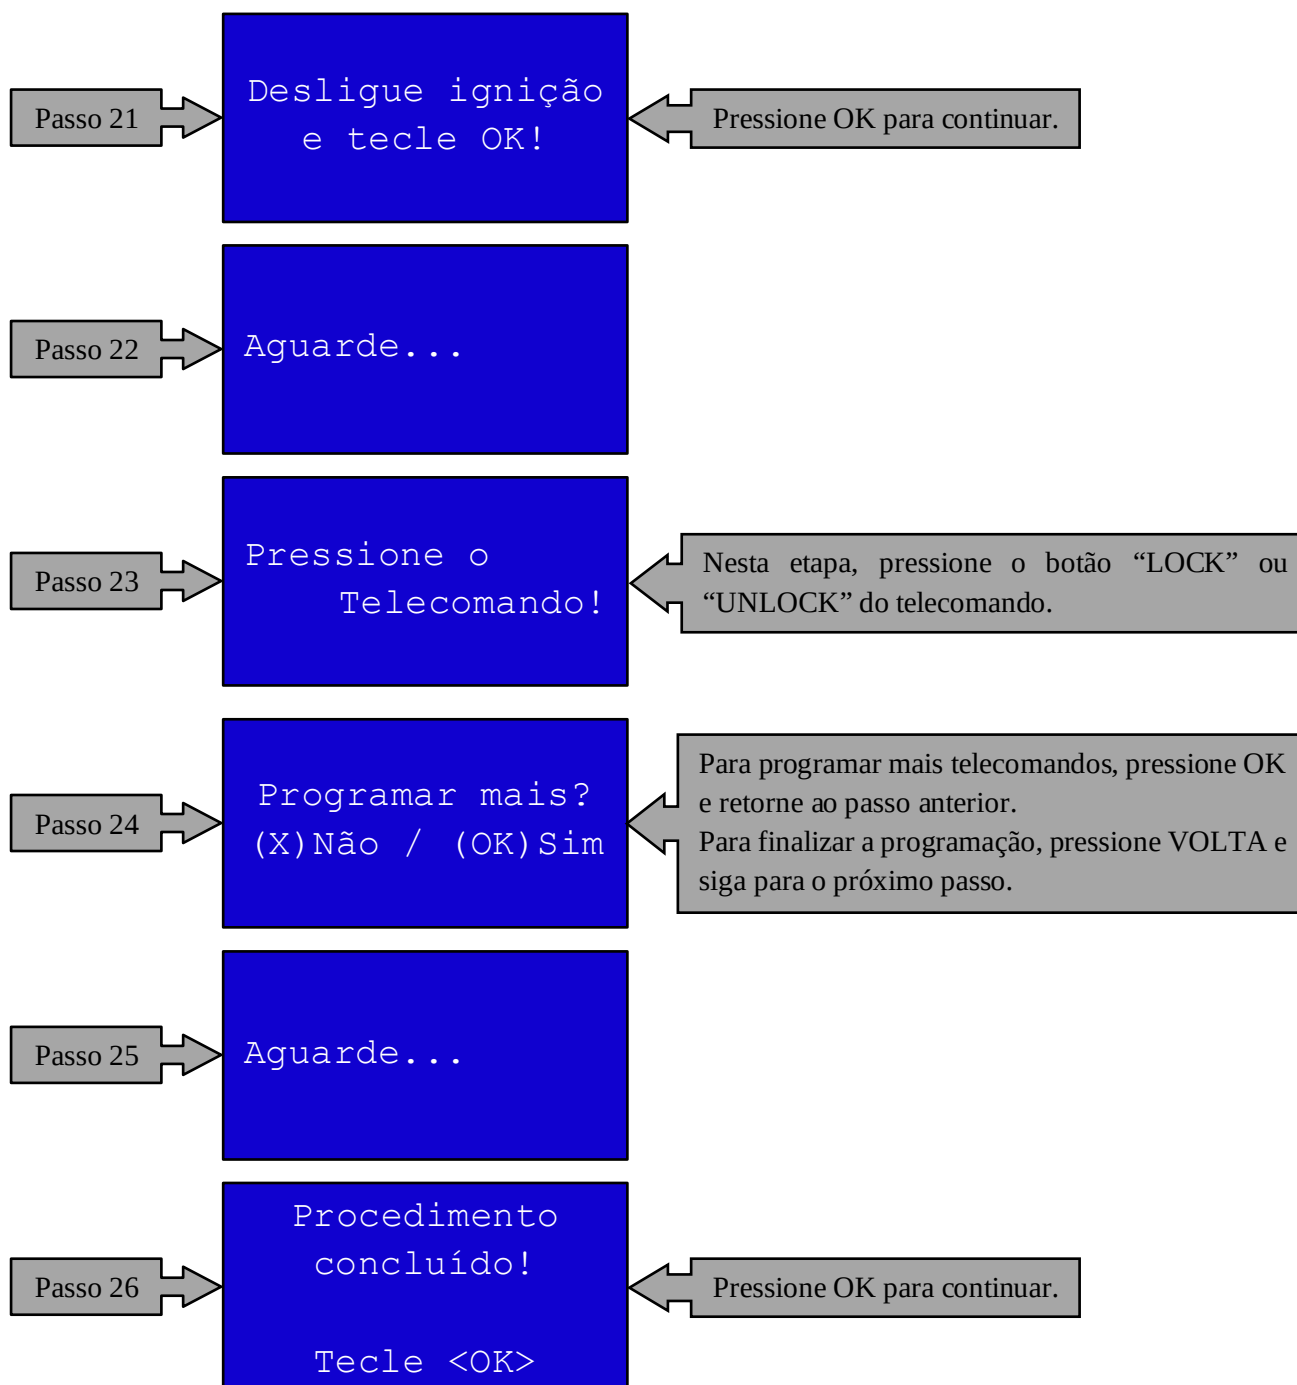 Passo 21
Desligue ignição
e tecle OK!
Pressione OK para continuar.
Passo 22
Aguarde...
Passo 23
Pressione o
Telecomando!
Nesta etapa, pressione o botão “LOCK” ou
“UNLOCK” do telecomando.
Passo 24
Programar mais?
(X)Não / (OK)Sim
Para programar mais telecomandos, pressione OK
e retorne ao passo anterior.
Para finalizar a programação, pressione VOLTA e
siga para o próximo passo.
Passo 25
Aguarde...
Passo 26
Procedimento
concluído!
Tecle <OK>
Pressione OK para continuar.